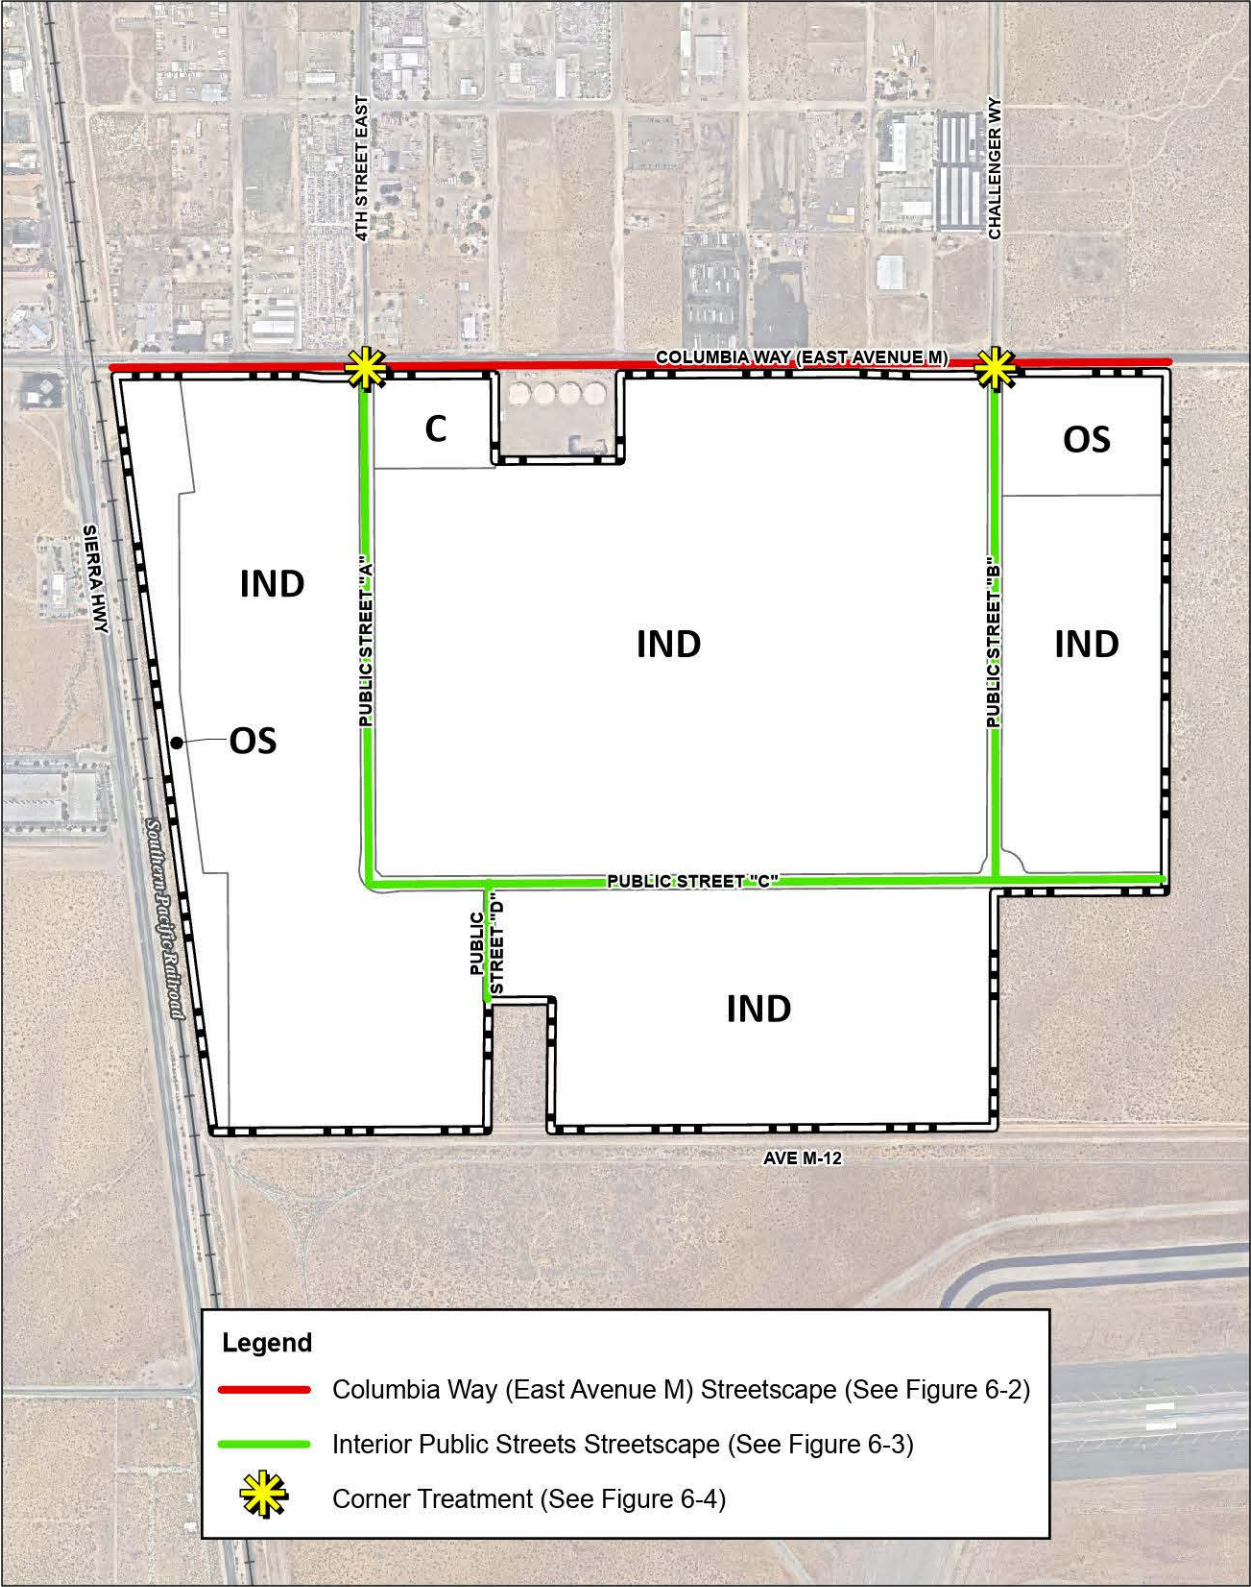 4TH STREET EAST
CHALLENGER WY
COLUMBIA WAY (EAST AVENUE M)
C
OS
SIERRA HWY
IND
PUBLIC STREET "A"
IND
PUBLIC STREET "B"
IND
OS
Southern Pacific Railroad
PUBLIC STREET "C"
PUBLIC
STREET "D"
IND
AVE M-12
Legend
Columbia Way (East Avenue M) Streetscape (See Figure 6-2)
Interior Public Streets Streetscape (See Figure 6-3)
Corner Treatment (See Figure 6-4)